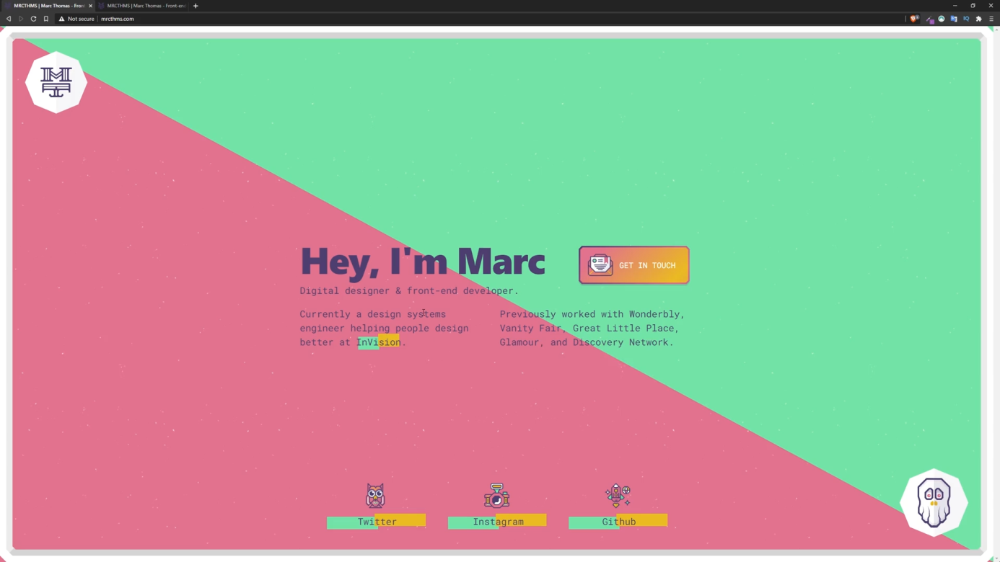 MRCTHMS | Marc Thomas - Front
MRCTHMS | Marc Thomas - Front-end
Not secure
mrcthms.com
Hey, I'm Marc
GET IN TOUCH
Digital designer & front-end developer.
Currently a design systems
engineer helping people design
better at InVision.
Previously worked with Wonderbly,
Vanity Fair, Great Little Place,
Glamour, and Discovery Network.
Twitter
Instagram
Github